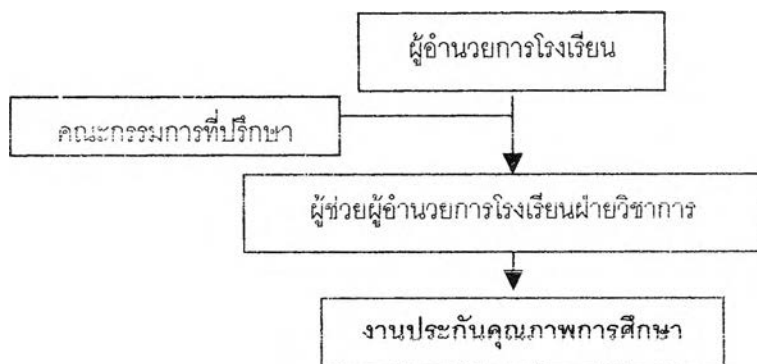 ผู้อำนวยการโรงเรียน
คณะกรรมการที่ปรึกษา
ผู้ช่วยผู้อำนวยการโรงเรียนฝ่ายวิชาการ
งานประกันคุณภาพการศึกษา